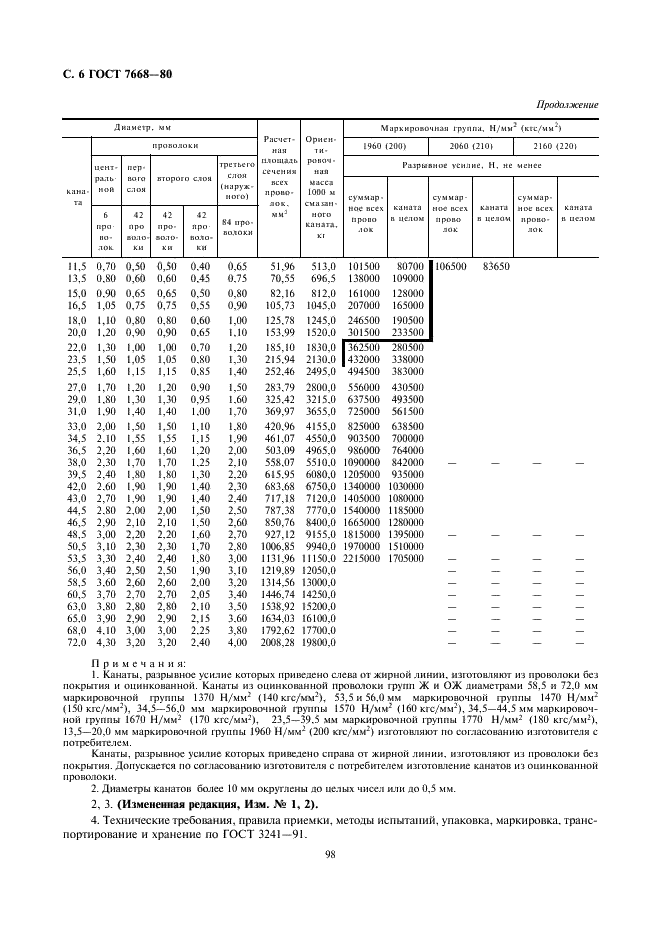 С. 6 ГОСТ 7668—80
Продолжение
Диаметр, мм
Расчетная площадь сечения всех проволок, мм²
Ориентировочная масса 1000 м смазанного каната, кг
Маркировочная группа, Н/мм² (кгс/мм²)
каната
проволоки
1960 (200) 2060 (210) 2160 (220)
центральной
первого слоя
второго слоя
третьего слоя (наружного)
Разрывное усилие, Н, не менее
6 проволок
42 проволоки
42 проволоки
42 проволоки
84 проволоки
суммарное всех проволок
каната в целом
суммарное всех проволок
каната в целом
суммарное всех проволок
каната в целом
11,5 0,70 0,50 0,50 0,40 0,65 51,96 513,0 101500 80700 106500 83650
13,5 0,80 0,60 0,60 0,45 0,75 70,55 696,5 138000 109000
15,0 0,90 0,65 0,65 0,50 0,80 82,16 812,0 161000 128000
16,5 1,05 0,75 0,75 0,55 0,90 105,73 1045,0 207000 165000
18,0 1,10 0,80 0,80 0,60 1,00 125,78 1245,0 246500 190500
20,0 1,20 0,90 0,90 0,65 1,10 153,99 1520,0 301500 233500
22,0 1,30 1,00 1,00 0,70 1,20 185,10 1830,0 362500 280500
23,5 1,50 1,05 1,05 0,80 1,30 215,94 2130,0 432000 338000
25,5 1,60 1,15 1,15 0,85 1,40 252,46 2495,0 494500 383000
27,0 1,70 1,20 1,20 0,90 1,50 283,79 2800,0 556000 430500
29,0 1,80 1,30 1,30 0,95 1,60 325,42 3215,0 637500 493500
31,0 1,90 1,40 1,40 1,00 1,70 369,97 3655,0 725000 561500
33,0 2,00 1,50 1,50 1,10 1,80 420,96 4155,0 825000 638500
34,5 2,10 1,55 1,55 1,15 1,90 461,07 4550,0 903500 700000
36,5 2,20 1,60 1,60 1,20 2,00 503,09 4965,0 986000 764000
38,0 2,30 1,70 1,70 1,25 2,10 558,07 5510,0 1090000 842000 — — — —
39,5 2,40 1,80 1,80 1,30 2,20 615,95 6080,0 1205000 935000
42,0 2,60 1,90 1,90 1,40 2,30 683,68 6750,0 1340000 1030000
43,0 2,70 1,90 1,90 1,40 2,40 717,18 7120,0 1405000 1080000
44,5 2,80 2,00 2,00 1,50 2,50 787,38 7770,0 1540000 1185000
46,5 2,90 2,10 2,10 1,50 2,60 850,76 8400,0 1665000 1280000
48,5 3,00 2,20 2,20 1,60 2,70 927,12 9155,0 1815000 1395000 — — — —
50,5 3,10 2,30 2,30 1,70 2,80 1006,85 9940,0 1970000 1510000
53,5 3,30 2,40 2,40 1,80 3,00 1131,96 11150,0 2215000 1705000 — — — —
56,0 3,40 2,50 2,50 1,90 3,10 1219,89 12050,0 — — — —
58,5 3,60 2,60 2,60 2,00 3,20 1314,56 13000,0 — — — —
60,5 3,70 2,70 2,70 2,05 3,40 1446,74 14250,0 — — — —
63,0 3,80 2,80 2,80 2,10 3,50 1538,92 15200,0 — — — —
65,0 3,90 2,90 2,90 2,15 3,60 1634,03 16100,0 — — — —
68,0 4,10 3,00 3,00 2,25 3,80 1792,62 17700,0 — — — —
72,0 4,30 3,20 3,20 2,40 4,00 2008,28 19800,0 — — — —
Примечания:
1. Канаты, разрывное усилие которых приведено слева от жирной линии, изготовляют из проволоки без
покрытия и оцинкованной. Канаты из оцинкованной проволоки групп Ж и ОЖ диаметрами 58,5 и 72,0 мм
маркировочной группы 1370 Н/мм² (140 кгс/мм²), 53,5 и 56,0 мм маркировочной группы 1470 Н/мм²
(150 кгс/мм²), 34,5—56,0 мм маркировочной группы 1570 Н/мм² (160 кгс/мм²), 34,5—44,5 мм маркировоч-
ной группы 1670 Н/мм² (170 кгс/мм²), 23,5—39,5 мм маркировочной группы 1770 Н/мм² (180 кгс/мм²),
13,5—20,0 мм маркировочной группы 1960 Н/мм² (200 кгс/мм²) изготовляют по согласованию изготовителя с
потребителем.
Канаты, разрывное усилие которых приведено справа от жирной линии, изготовляют из проволоки без
покрытия. Допускается по согласованию изготовителя с потребителем изготовление канатов из оцинкованной
проволоки.
2. Диаметры канатов более 10 мм округлены до целых чисел или до 0,5 мм.
2, 3. (Измененная редакция, Изм. № 1, 2).
4. Технические требования, правила приемки, методы испытаний, упаковка, маркировка, транс-
портирование и хранение по ГОСТ 3241—91.
98